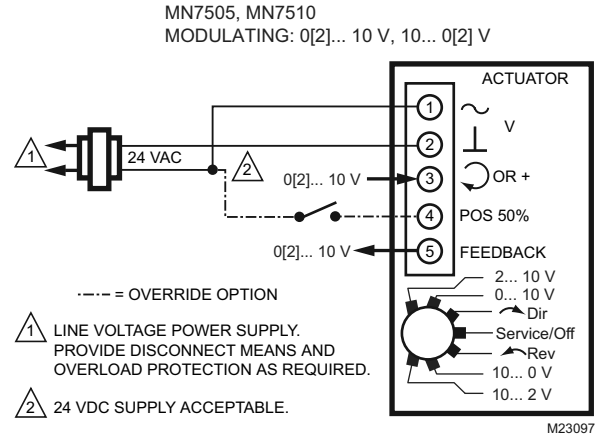 MN7505, MN7510
MODULATING: 0[2]... 10 V, 10... 0[2] V
ACTUATOR
1
V
2
1
24 VAC
2
0[2]... 10 V
3
OR +
4
POS 50%
0[2]... 10 V
5
FEEDBACK
2... 10 V
0... 10 V
Dir
Service/Off
Rev
10... 0 V
10... 2 V
= OVERRIDE OPTION
1 LINE VOLTAGE POWER SUPPLY.
PROVIDE DISCONNECT MEANS AND
OVERLOAD PROTECTION AS REQUIRED.
2 24 VDC SUPPLY ACCEPTABLE.
M23097